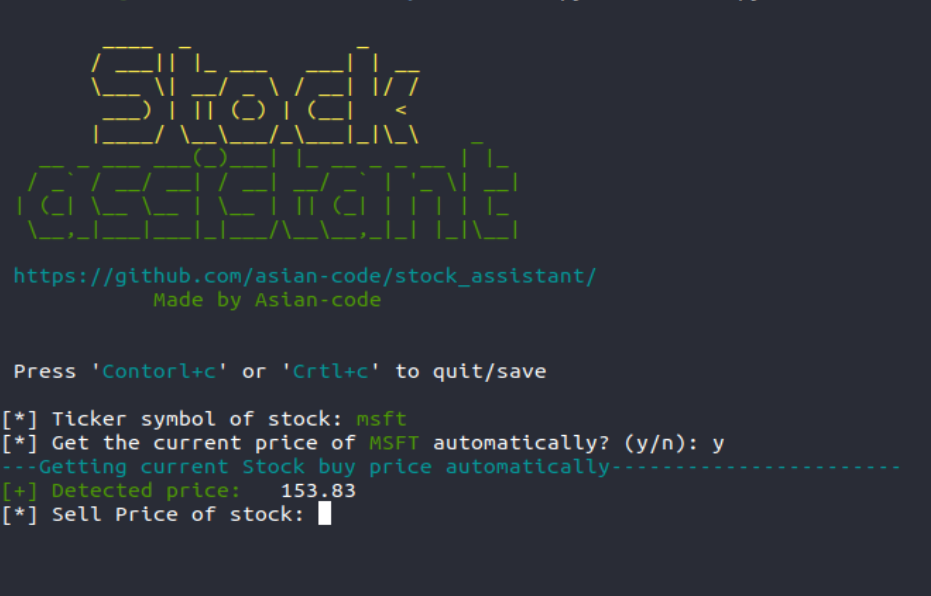 Stock
assistant
https://github.com/asian-code/stock_assistant/
Made by Asian-code
Press 'Contorl+c' or 'Crtl+c' to quit/save
[*] Ticker symbol of stock: msft
[*] Get the current price of MSFT automatically? (y/n): y
---Getting current Stock buy price automatically-----------------------
[+] Detected price:   153.83
[*] Sell Price of stock: